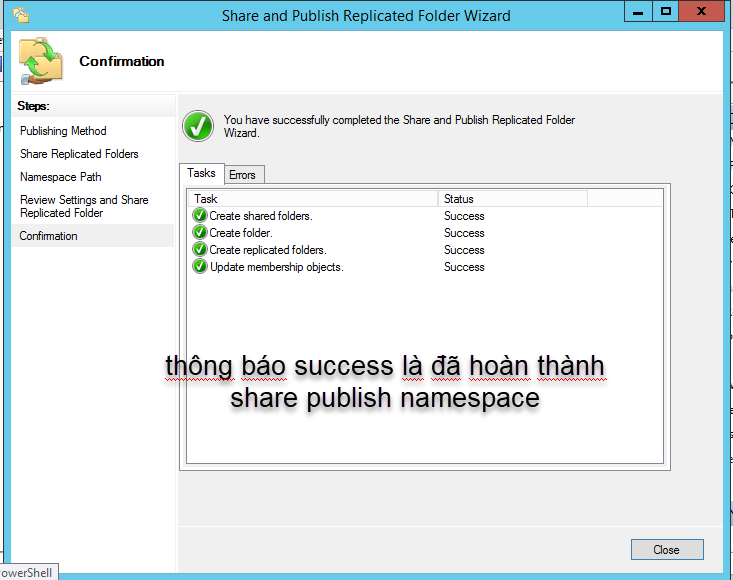 Share and Publish Replicated Folder Wizard
Confirmation
Steps:
Publishing Method
Share Replicated Folders
Namespace Path
Review Settings and Share
Replicated Folder
Confirmation
You have successfully completed the Share and Publish Replicated Folder
Wizard.
Tasks Errors
Task Status
Create shared folders. Success
Create folder. Success
Create replicated folders. Success
Update membership objects. Success
thông báo success là đã hoàn thành
share publish namespace
Close
owerShell